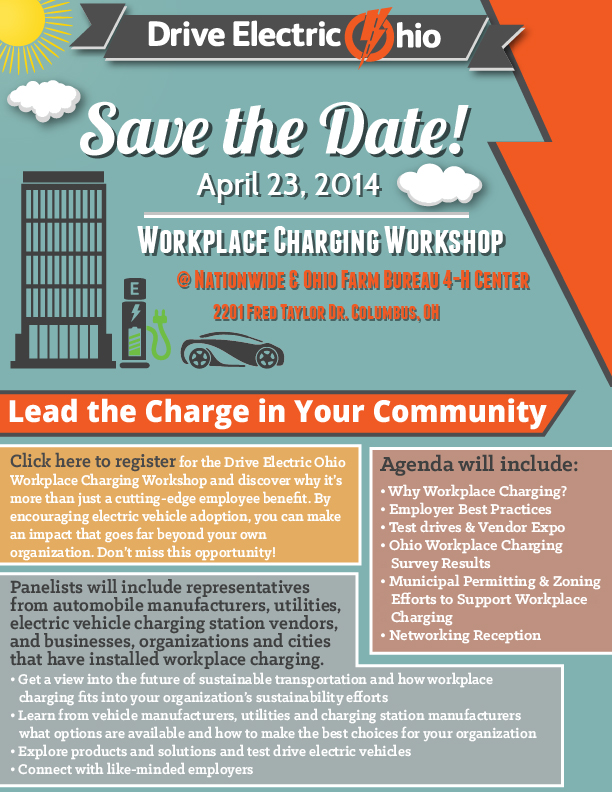 Drive Electric Ohio
Save the Date!
April 23, 2014
Workplace Charging Workshop
@ Nationwide & Ohio Farm Bureau 4-H Center
2201 Fred Taylor Dr. Columbus, OH
E
Lead the Charge in Your Community
Click here to register for the Drive Electric Ohio
Workplace Charging Workshop and discover why it's
more than just a cutting-edge employee benefit. By
encouraging electric vehicle adoption, you can make
an impact that goes far beyond your own
organization. Don't miss this opportunity!
Agenda will include:
• Why Workplace Charging?
• Employer Best Practices
• Test drives & Vendor Expo
• Ohio Workplace Charging
Survey Results
• Municipal Permitting & Zoning
Efforts to Support Workplace
Charging
• Networking Reception
Panelists will include representatives
from automobile manufacturers, utilities,
electric vehicle charging station vendors,
and businesses, organizations and cities
that have installed workplace charging.
• Get a view into the future of sustainable transportation and how workplace
charging fits into your organization's sustainability efforts
• Learn from vehicle manufacturers, utilities and charging station manufacturers
what options are available and how to make the best choices for your organization
• Explore products and solutions and test drive electric vehicles
• Connect with like-minded employers